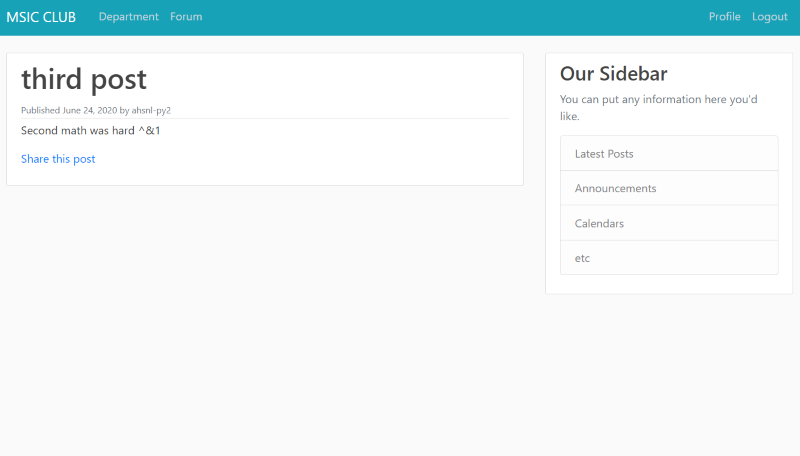 MSIC CLUB Department Forum Profile Logout
third post
Published June 24, 2020 by ahsnl-py2
Second math was hard ^&1
Share this post
Our Sidebar
You can put any information here you'd
like.
Latest Posts
Announcements
Calendars
etc